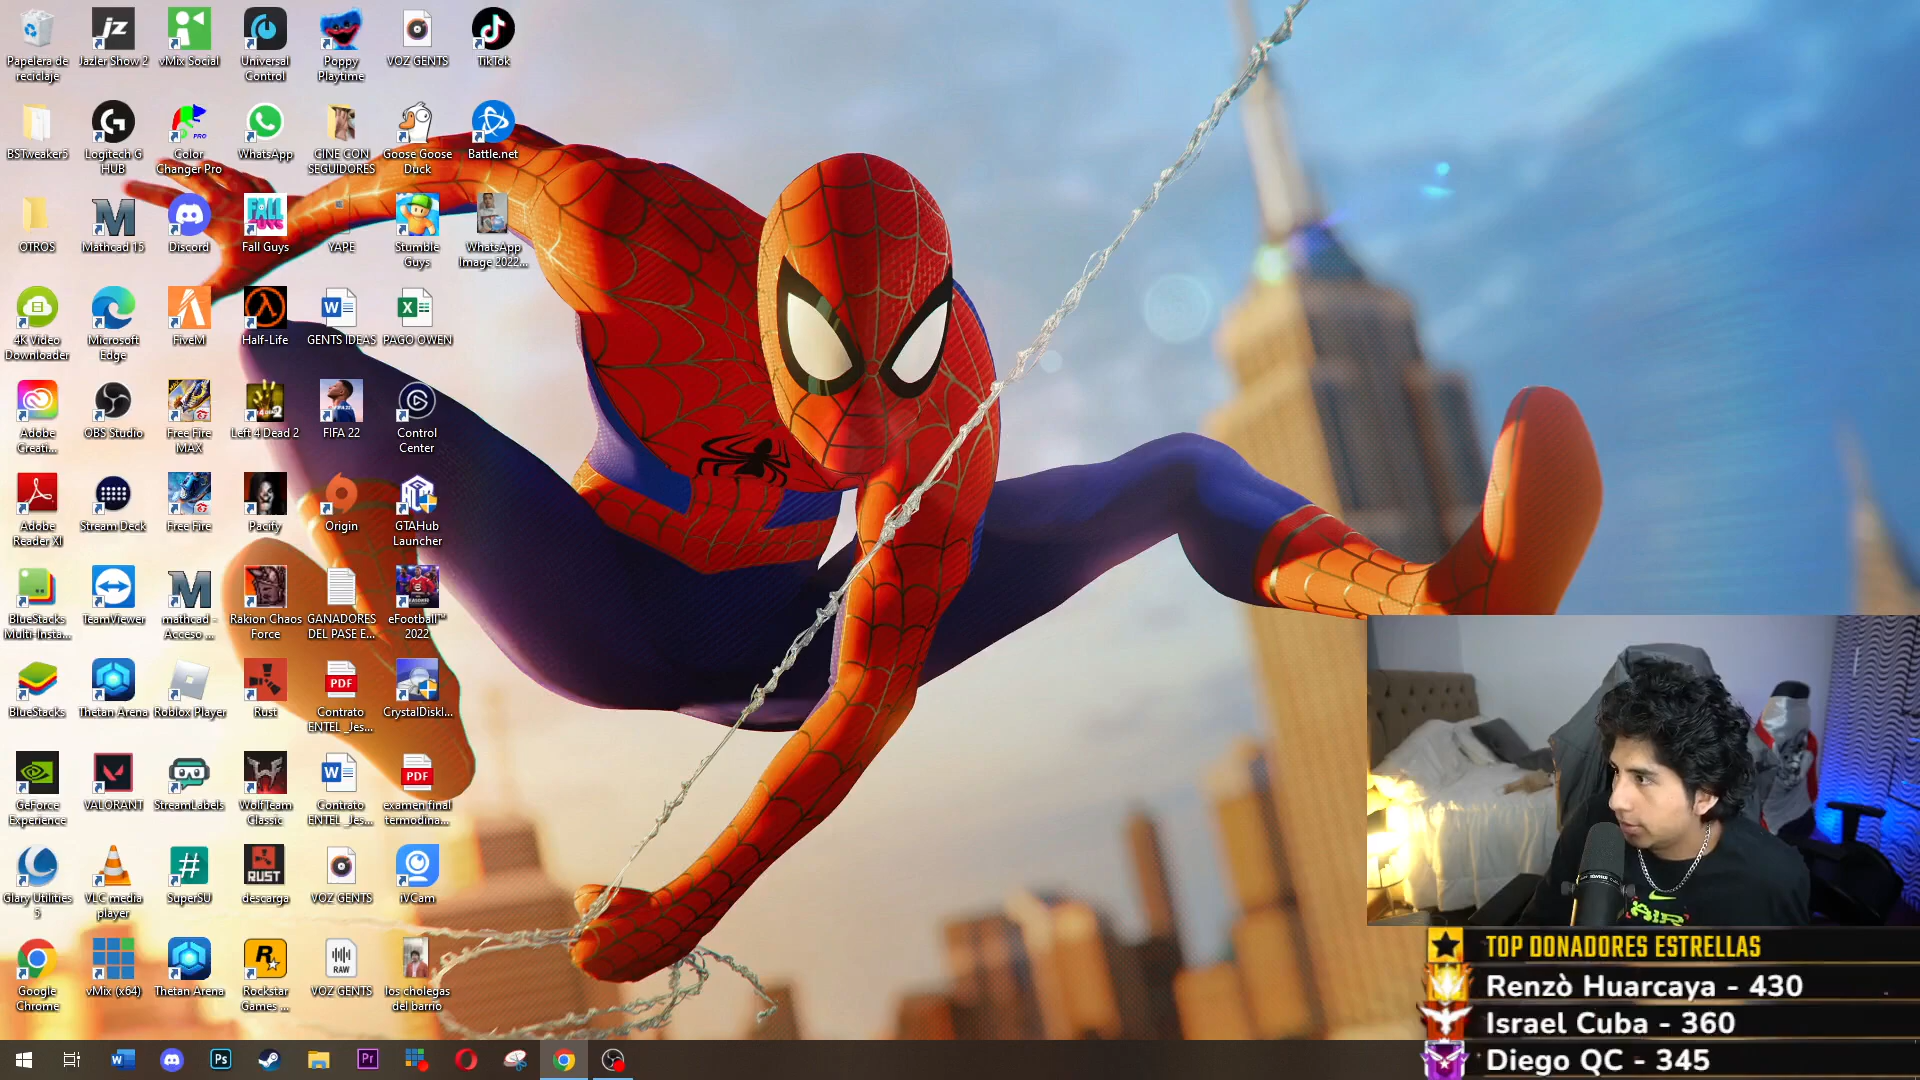 Papelera de
reciclaje
Jazler Show 2
vMix Social
Universal
Control
Poppy
Playtime
VOZ GENTS
TikTok
BSTweaker5
Logitech G
HUB
Color
Changer Pro
WhatsApp
CINE CON
SEGUIDORES
Goose Goose
Duck
Battle.net
OTROS
Mathcad 15
Discord
Fall Guys
YAPE
Stumble
Guys
WhatsApp
Image 2022...
4K Video
Downloader
Microsoft
Edge
FiveM
Half-Life
GENTS IDEAS
PAGO OWEN
Adobe
Creati...
OBS Studio
Free Fire
MAX
Left 4 Dead 2
FIFA 22
Control
Center
Adobe
Reader XI
Stream Deck
Free Fire
Pacify
Origin
GTAHub
Launcher
BlueStacks
Multi-Insta...
TeamViewer
mathcad -
Acceso ...
Rakion Chaos
Force
GANADORES
DEL PASE E...
eFootball™
2022
BlueStacks
Thetan Arena
Roblox Player
Rust
PDF
Contrato
ENTEL_Jes...
CrystalDiskI...
GeForce
Experience
VALORANT
StreamLabels
WolfTeam
Classic
Contrato
ENTEL_Jes...
PDF
examen final
termodina...
Glary Utilities
5
VLC media
player
SuperSU
RUST
descarga
VOZ GENTS
iVCam
Google
Chrome
vMix (x64)
Thetan Arena
Rockstar
Games ...
RAW
VOZ GENTS
los cholegas
del barrio
AIR
TOP DONADORES ESTRELLAS
Renzò Huarcaya - 430
Israel Cuba - 360
Diego QC - 345